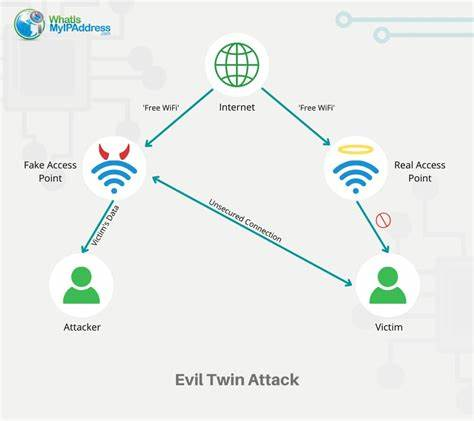 WhatIs
MyIPAddress
.com
Internet
'Free WiFi'
'Free WiFi'
Fake Access
Point
Real Access
Point
Victim's Data
Unsecured Connection
Attacker
Victim
Evil Twin Attack